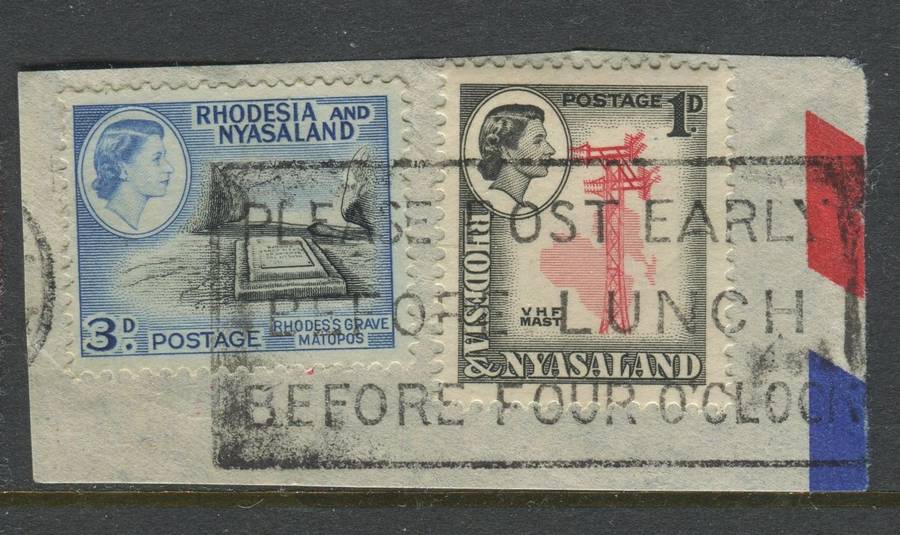 RHODESIA AND
NYASALAND
3D. POSTAGE
RHODES'S GRAVE
MATOPOS
POSTAGE 1D.
RHODESIA
& NYASALAND
VHF
MAST
PLEASE POST EARLY
BEFORE LUNCH
BEFORE FOUR O'CLOCK